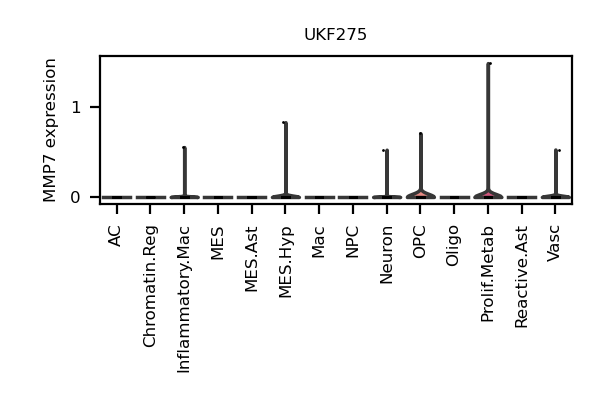 UKF275
MMP7 expression
1
0
AC
Chromatin.Reg
Inflammatory.Mac
MES
MES.Ast
MES.Hyp
Mac
NPC
Neuron
OPC
Oligo
Prolif.Metab
Reactive.Ast
Vasc